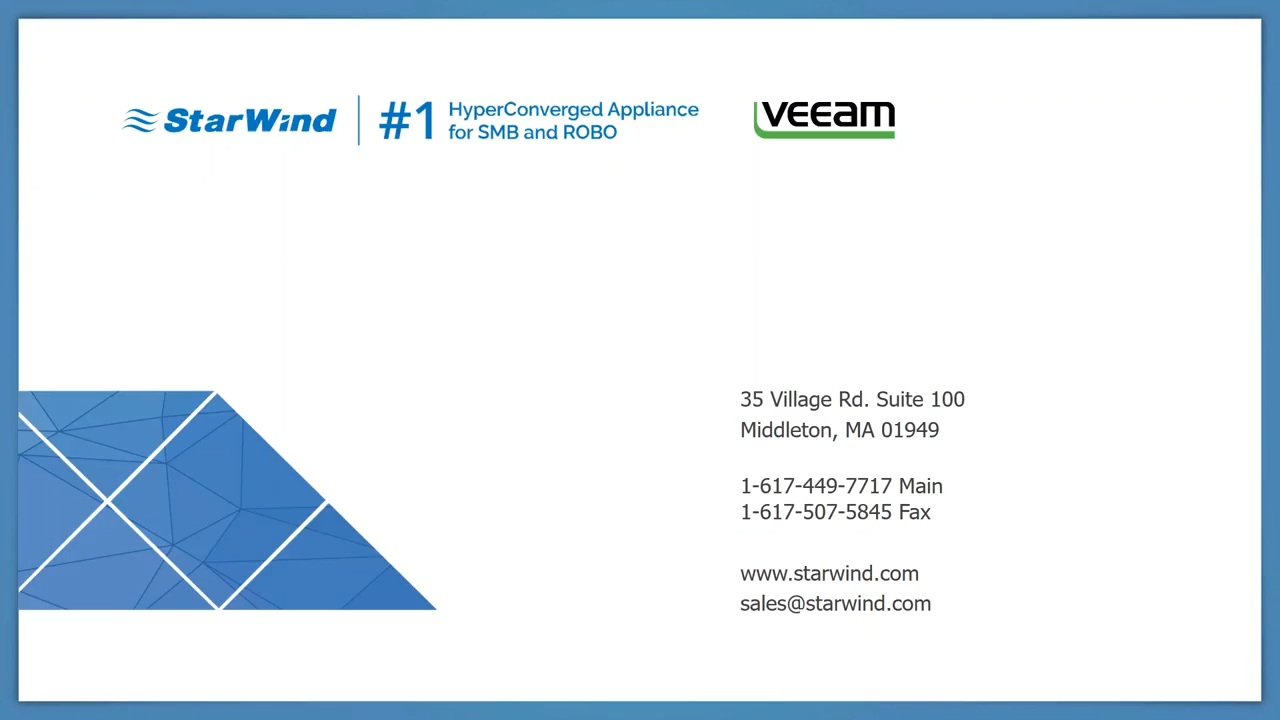 StarWind
#1
HyperConverged Appliance
for SMB and ROBO
veeam
35 Village Rd. Suite 100
Middleton, MA 01949
1-617-449-7717 Main
1-617-507-5845 Fax
www.starwind.com
sales@starwind.com